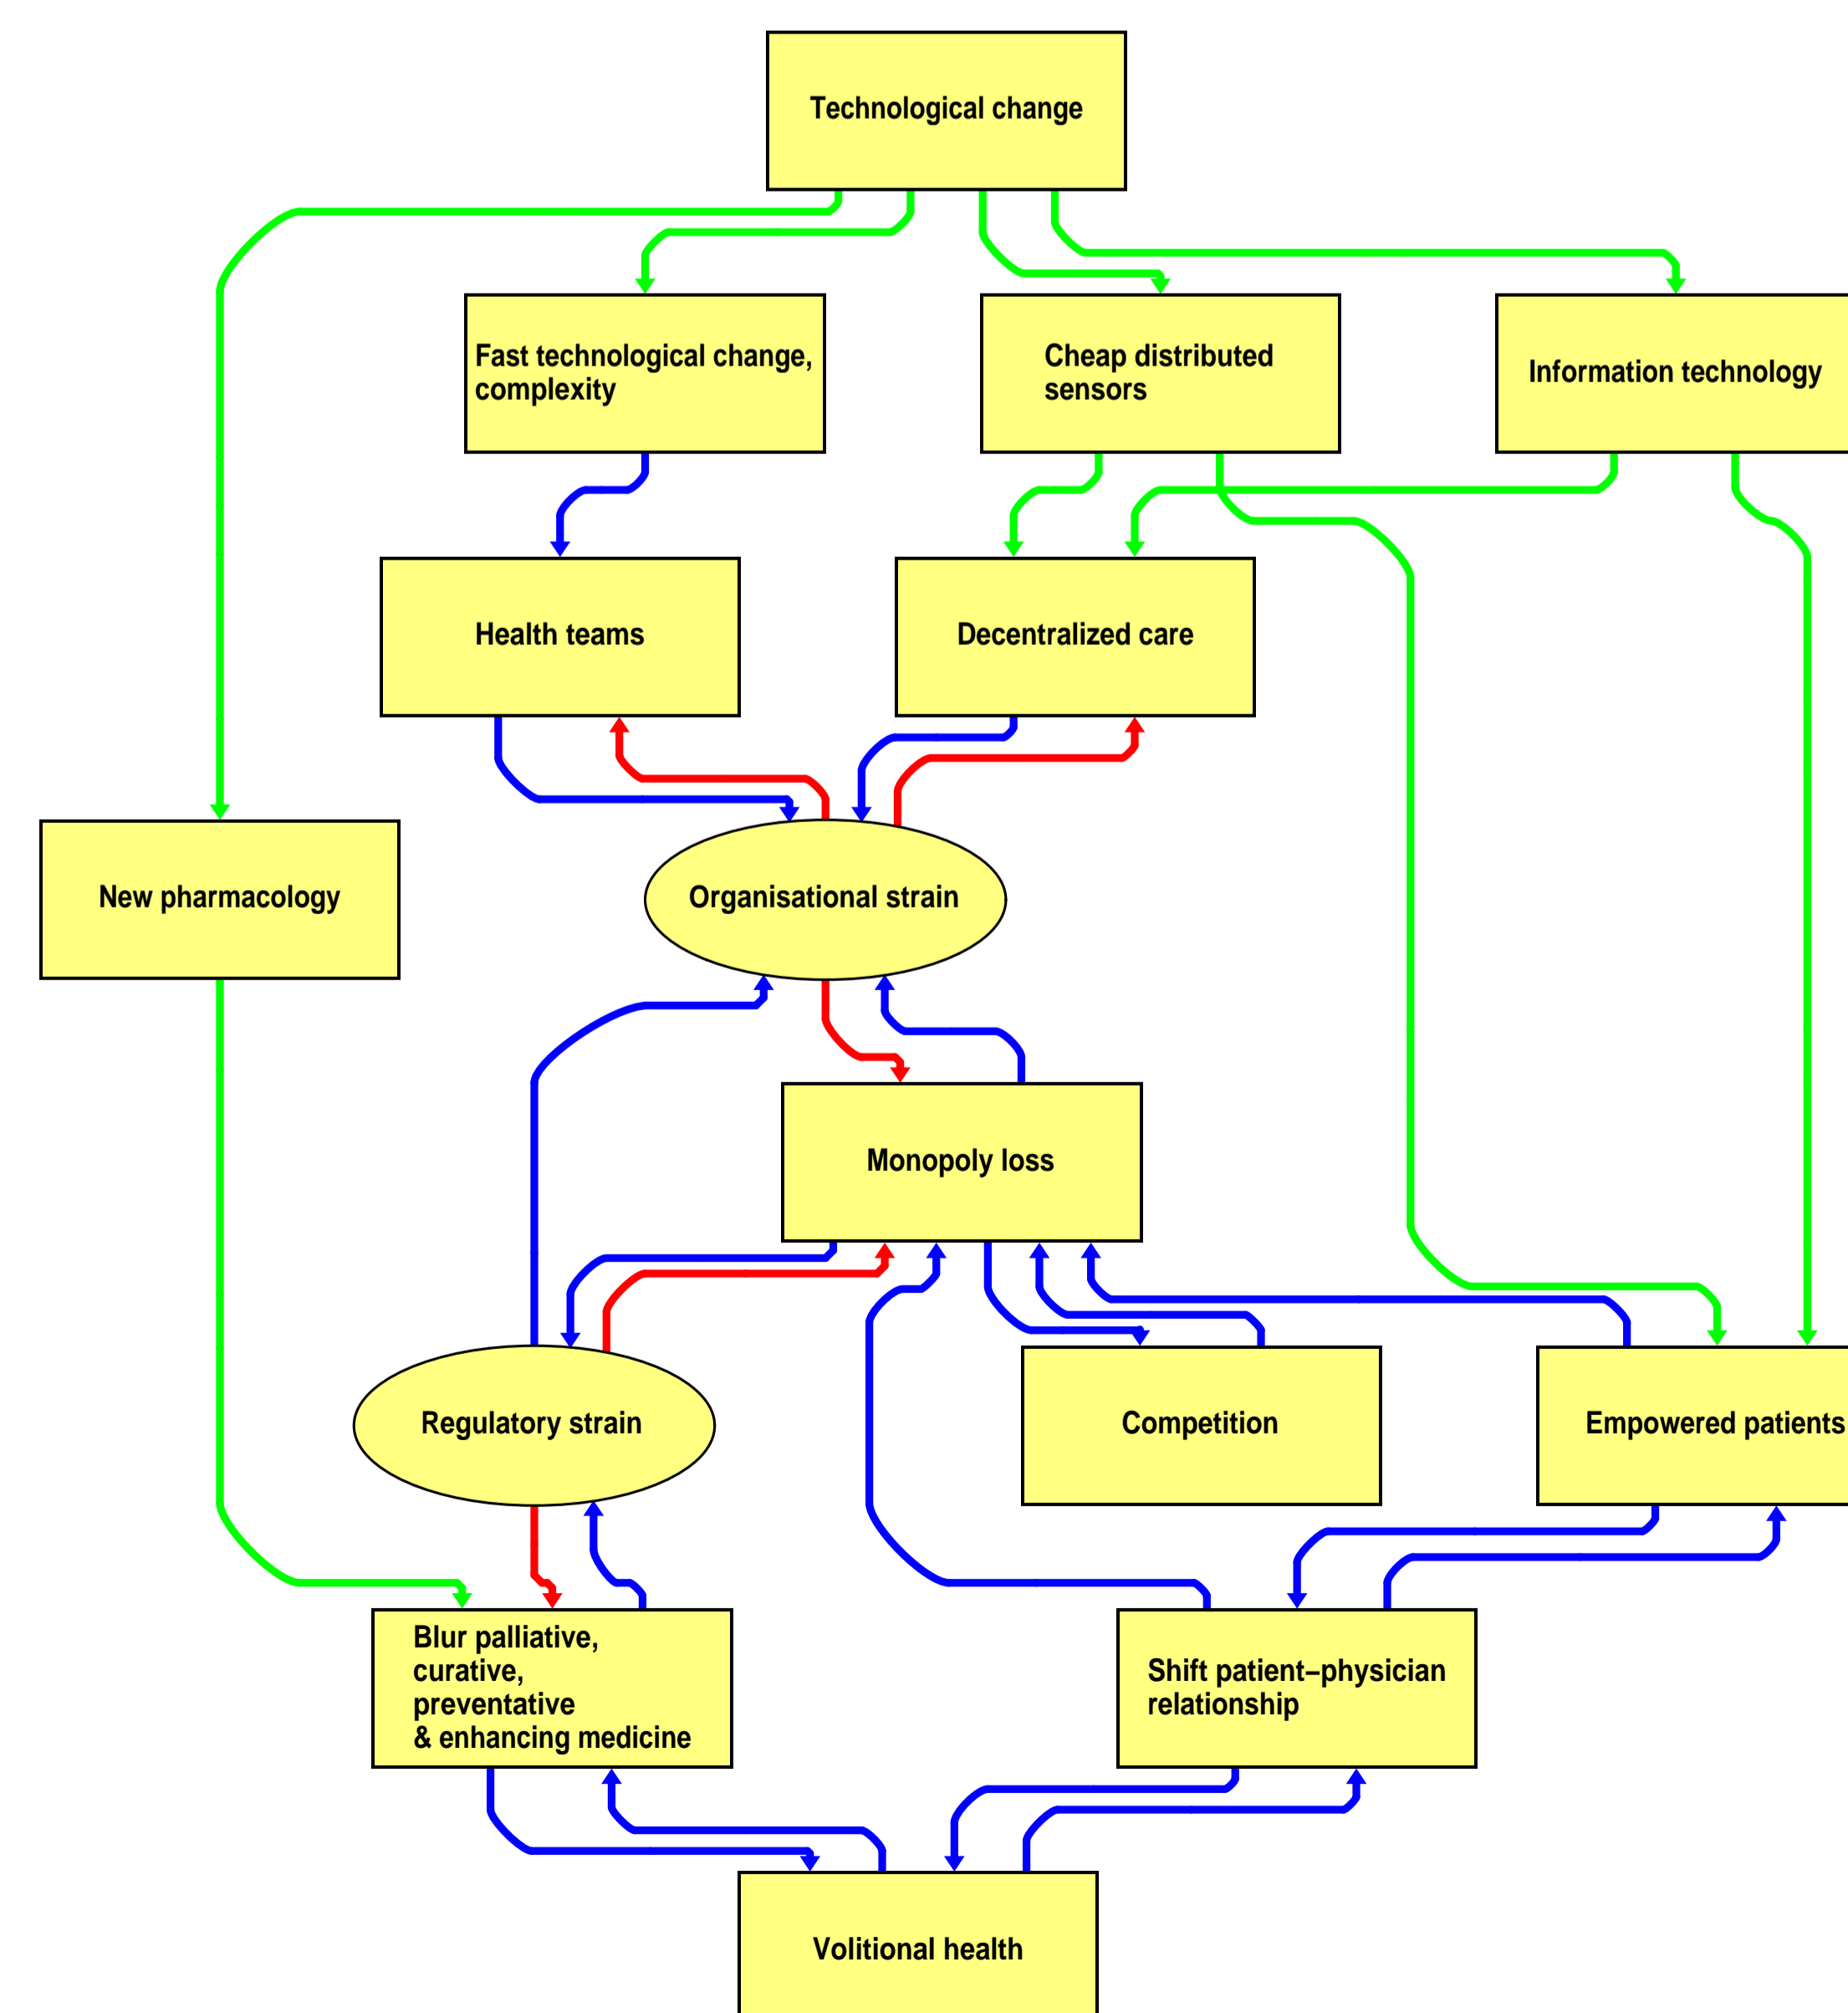 Technological change
Fast technological change,
complexity
Cheap distributed
sensors
Information technology
Health teams
Decentralized care
New pharmacology
Organisational strain
Monopoly loss
Regulatory strain
Competition
Empowered patients
Blur palliative,
curative,
preventative
& enhancing medicine
Shift patient–physician
relationship
Volitional health